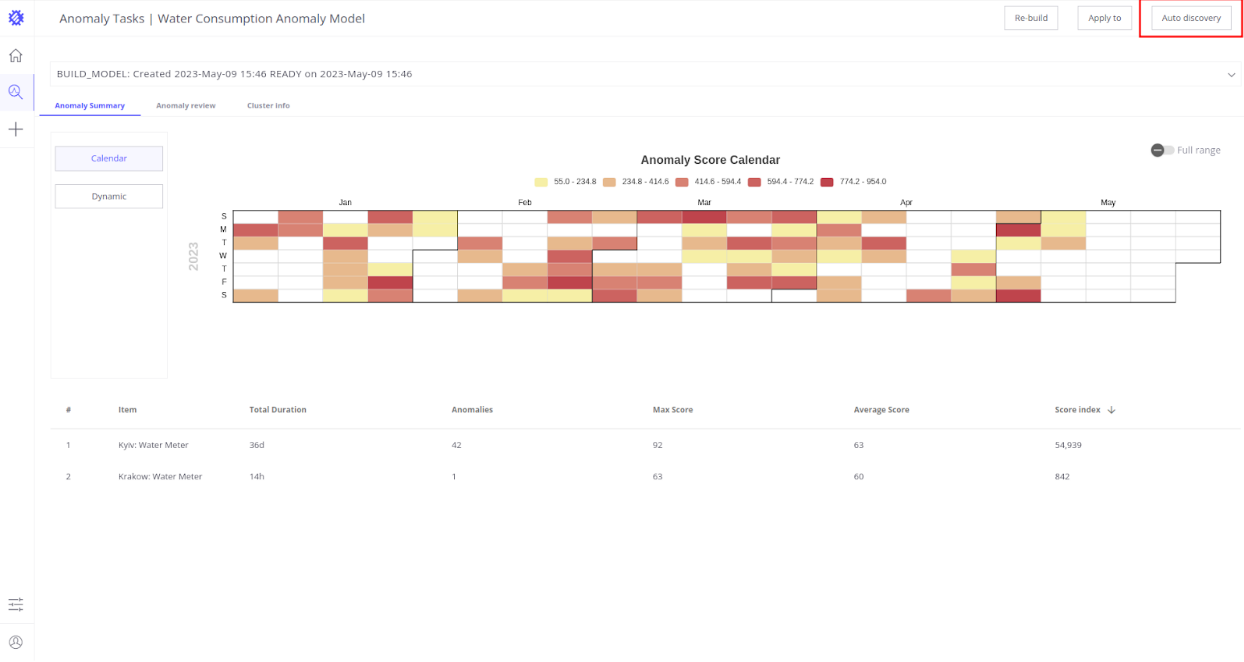 Anomaly Tasks | Water Consumption Anomaly Model
Re-build
Apply to
Auto discovery
BUILD_MODEL: Created 2023-May-09 15:46 READY on 2023-May-09 15:46
Anomaly Summary
Anomaly review
Cluster info
Calendar
Dynamic
Anomaly Score Calendar
Full range
55.0 - 234.8 234.8 - 414.6 414.6 - 594.4 594.4 - 774.2 774.2 - 954.0
Jan Feb Mar Apr May
2023
S
M
T
W
T
F
S
# Item Total Duration Anomalies Max Score Average Score Score index
1 Kyiv: Water Meter 36d 42 92 63 54,939
2 Krakow: Water Meter 14h 1 63 60 842